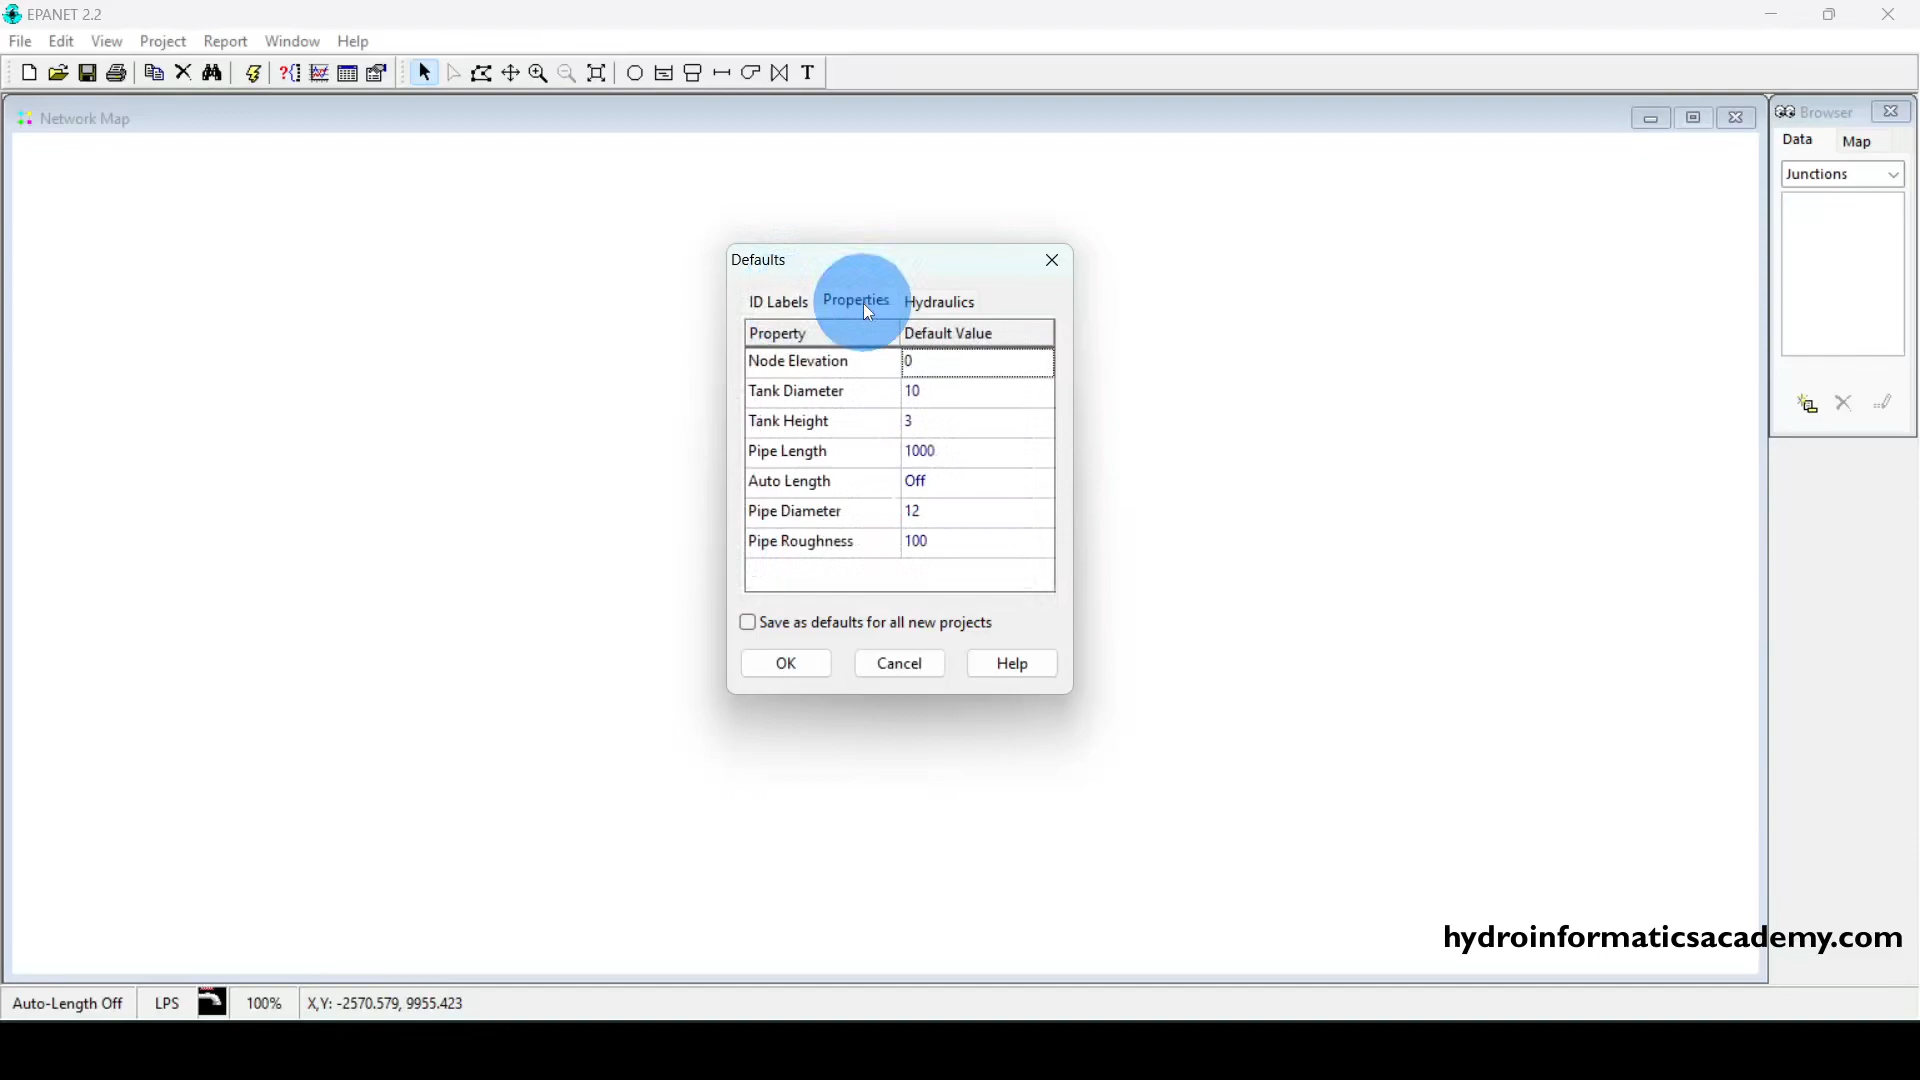 EPANET 2.2
File Edit View Project Report Window Help
Network Map
Browser
Data Map
Junctions
Defaults
ID Labels Properties Hydraulics
Property Default Value
Node Elevation 0
Tank Diameter 10
Tank Height 3
Pipe Length 1000
Auto Length Off
Pipe Diameter 12
Pipe Roughness 100
Save as defaults for all new projects
OK Cancel Help
hydroinformaticsacademy.com
Auto-Length Off LPS 100% X,Y: -2570.579, 9955.423